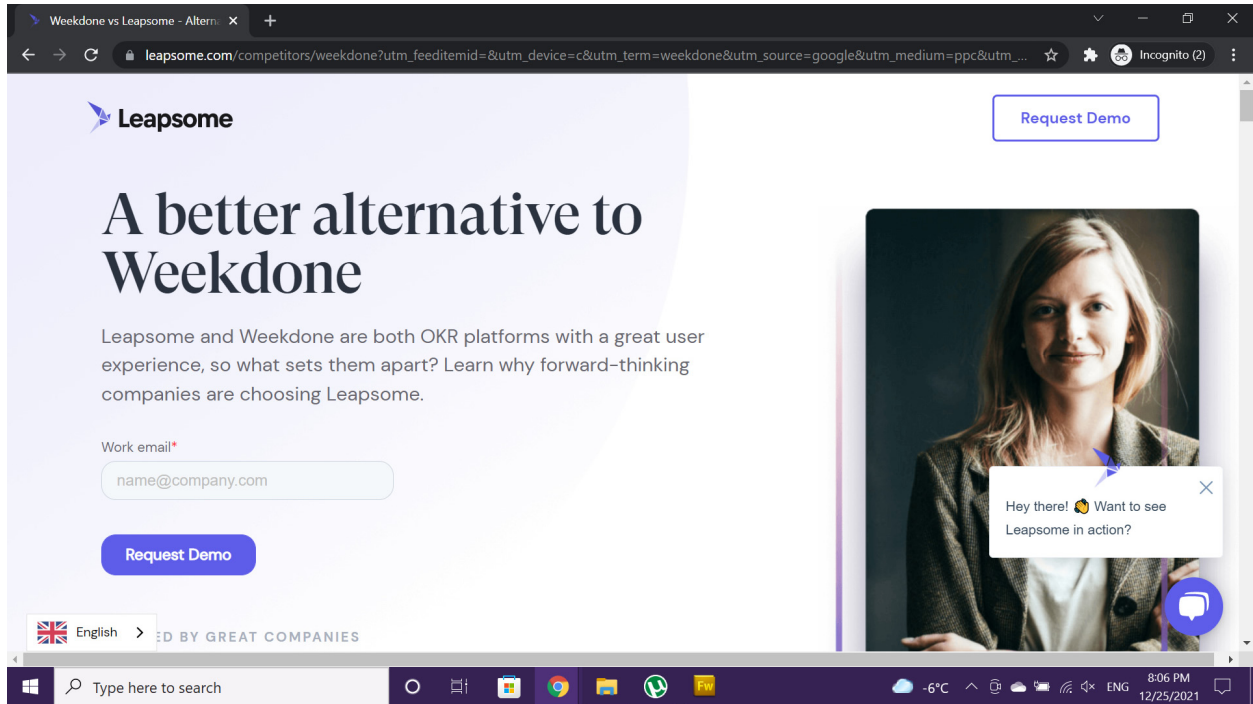 Weekdone vs Leapsome - Altern
leapsome.com/competitors/weekdone?utm_feeditemid=&utm_device=c&utm_term=weekdone&utm_source=google&utm_medium=ppc&utm_...
Incognito (2)
Leapsome
Request Demo
A better alternative to
Weekdone
Leapsome and Weekdone are both OKR platforms with a great user
experience, so what sets them apart? Learn why forward-thinking
companies are choosing Leapsome.
Work email*
name@company.com
Request Demo
Hey there! 👏 Want to see
Leapsome in action?
English
ED BY GREAT COMPANIES
Type here to search
Fw
-6°C
ENG
8:06 PM
12/25/2021